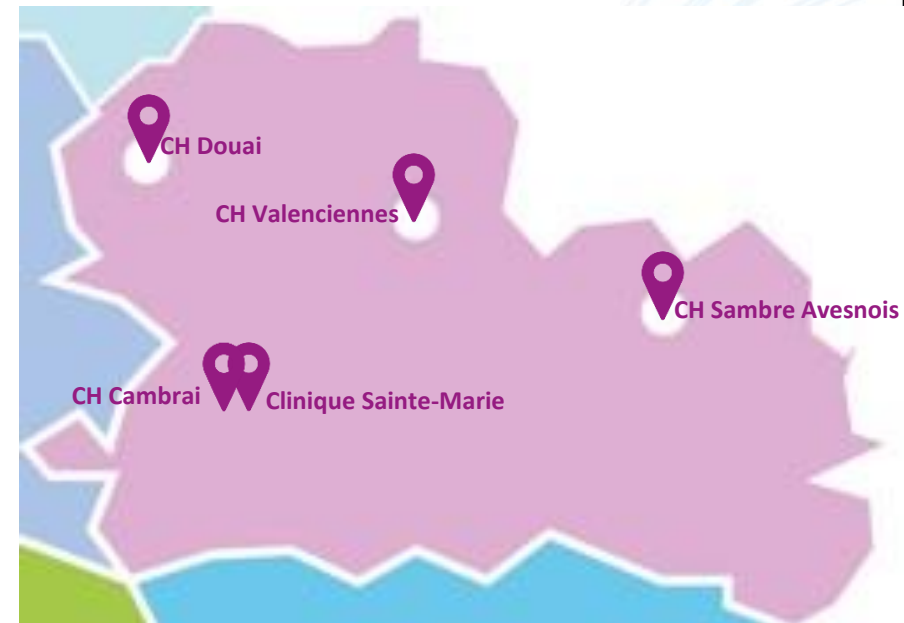 CH Douai
CH Valenciennes
CH Sambre Avesnois
CH Cambrai
Clinique Sainte-Marie